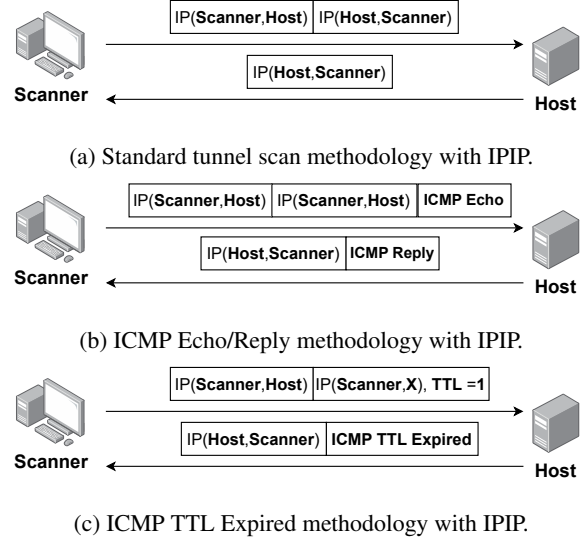 IP(Scanner,Host) IP(Host,Scanner)
IP(Host,Scanner)
Scanner Host
(a) Standard tunnel scan methodology with IPIP.
IP(Scanner,Host) IP(Scanner,Host) ICMP Echo
IP(Host,Scanner) ICMP Reply
Scanner Host
(b) ICMP Echo/Reply methodology with IPIP.
IP(Scanner,Host) IP(Scanner,X), TTL =1
IP(Host,Scanner) ICMP TTL Expired
Scanner Host
(c) ICMP TTL Expired methodology with IPIP.